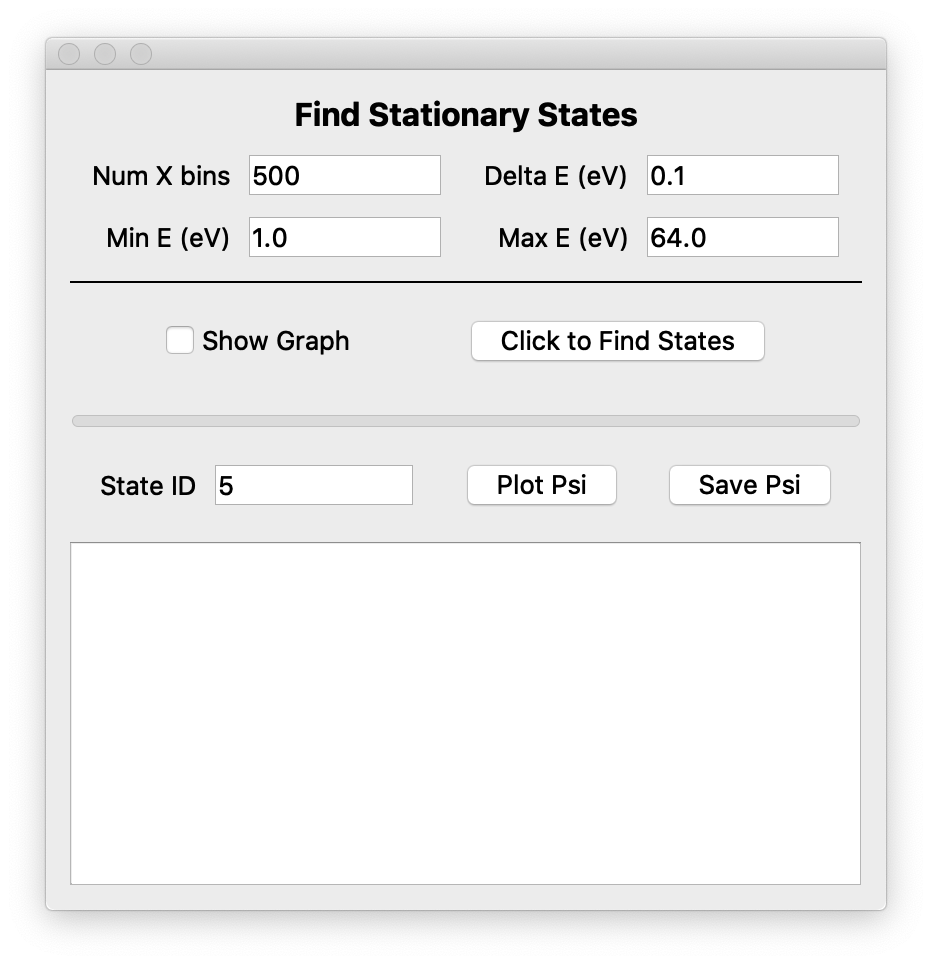 Find Stationary States
Num X bins 500 Delta E (eV) 0.1
Min E (eV) 1.0 Max E (eV) 64.0
Show Graph Click to Find States
State ID 5 Plot Psi Save Psi